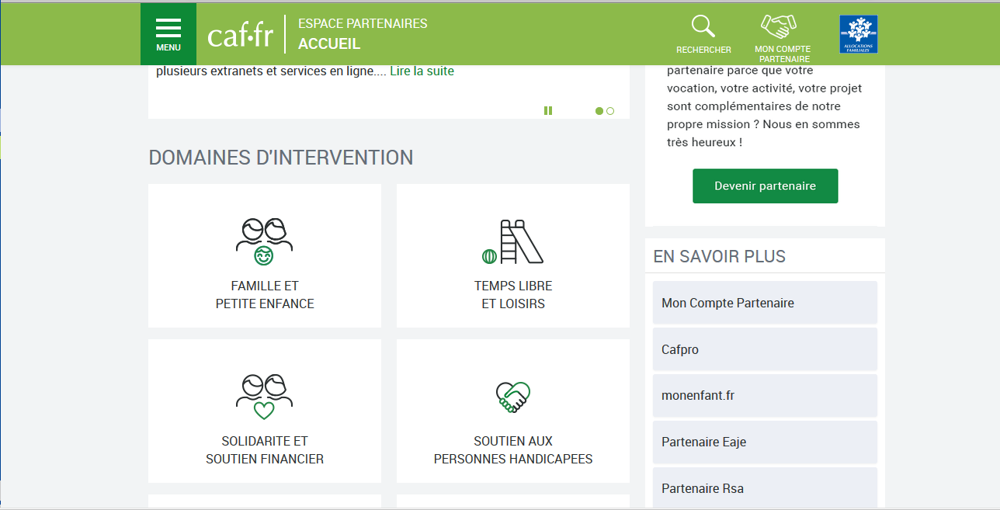 MENU
caf.fr
ESPACE PARTENAIRES
ACCUEIL
RECHERCHER
MON COMPTE
PARTENAIRE
ALLOCATIONS
FAMILIALES
plusieurs extranets et services en ligne.... Lire la suite
DOMAINES D'INTERVENTION
FAMILLE ET
PETITE ENFANCE
TEMPS LIBRE
ET LOISIRS
SOLIDARITE ET
SOUTIEN FINANCIER
SOUTIEN AUX
PERSONNES HANDICAPEES
partenaire parce que votre
vocation, votre activité, votre projet
sont complémentaires de notre
propre mission ? Nous en sommes
très heureux !
Devenir partenaire
EN SAVOIR PLUS
Mon Compte Partenaire
Cafpro
monenfant.fr
Partenaire Eaje
Partenaire Rsa